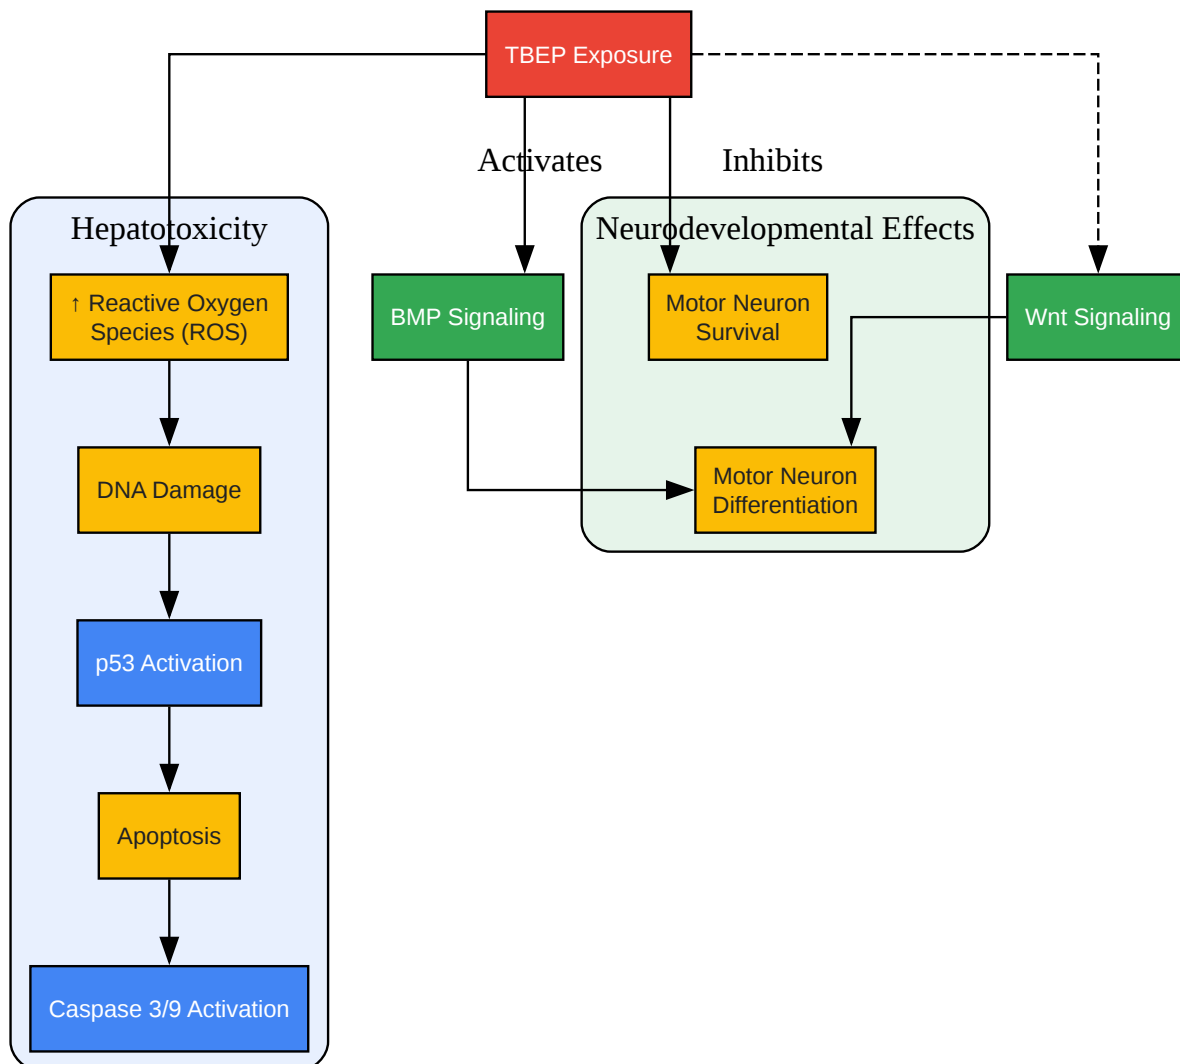 TBEP Exposure
Activates
Inhibits
Hepatotoxicity
Neurodevelopmental Effects
↑ Reactive Oxygen
Species (ROS)
BMP Signaling
Motor Neuron
Survival
Wnt Signaling
DNA Damage
Motor Neuron
Differentiation
p53 Activation
Apoptosis
Caspase 3/9 Activation